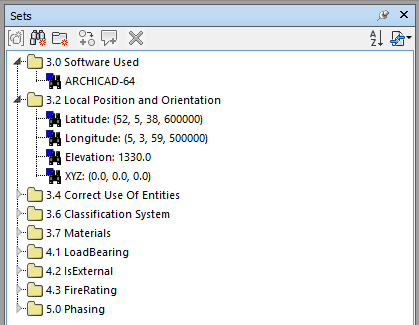 Sets
3.0 Software Used
ARCHICAD-64
3.2 Local Position and Orientation
Latitude: (52, 5, 38, 600000)
Longitude: (5, 3, 59, 500000)
Elevation: 1330.0
XYZ: (0.0, 0.0, 0.0)
3.4 Correct Use Of Entities
3.6 Classification System
3.7 Materials
4.1 LoadBearing
4.2 IsExternal
4.3 FireRating
5.0 Phasing